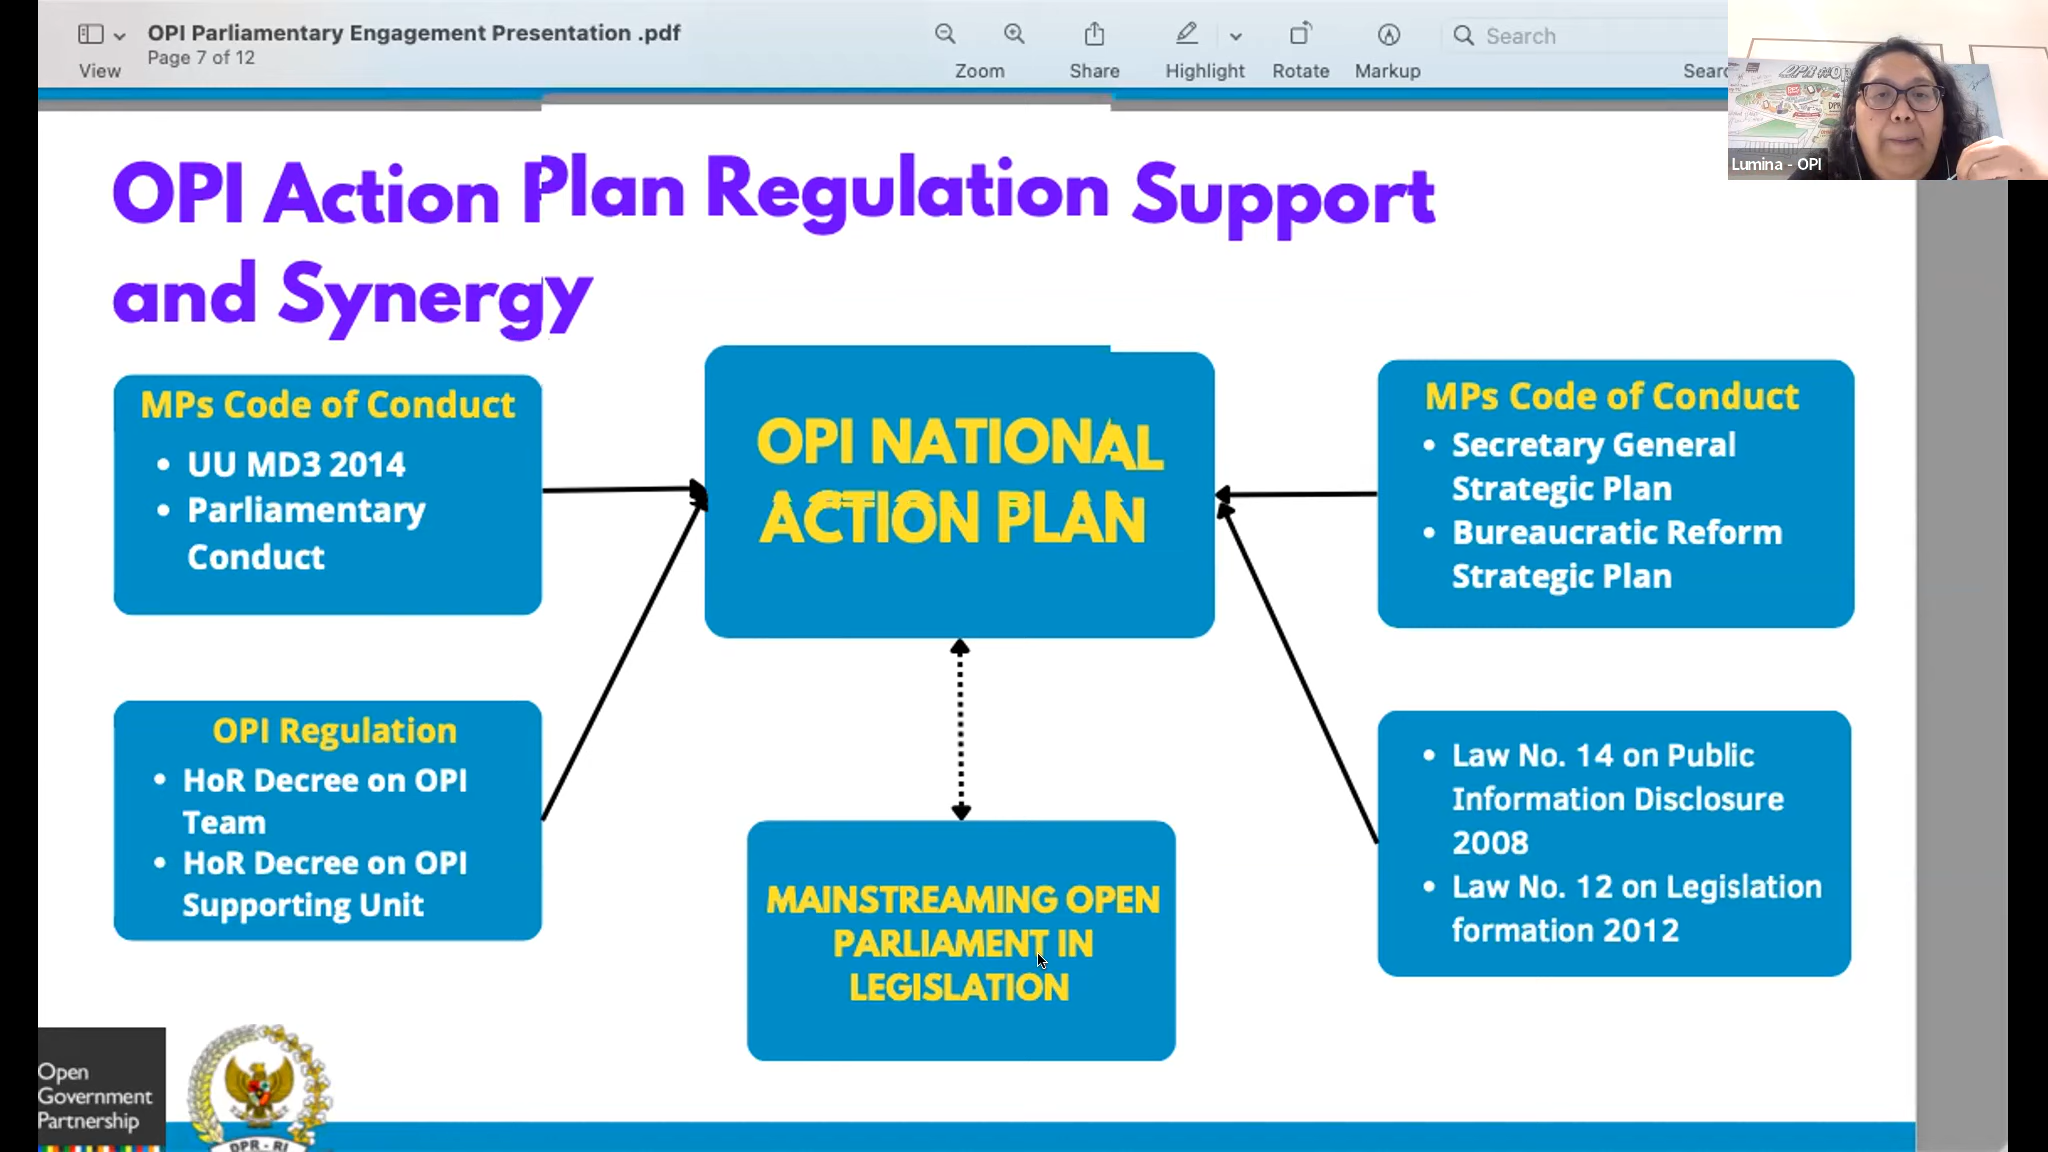 OPI Parliamentary Engagement Presentation .pdf
Page 7 of 12
View
Zoom
Share
Highlight
Rotate
Markup
Search
Searc
DPR
Lumina - OPI
OPI Action Plan Regulation Support
and Synergy
MPs Code of Conduct
• UU MD3 2014
• Parliamentary
Conduct
OPI NATIONAL
ACTION PLAN
MPs Code of Conduct
• Secretary General
Strategic Plan
• Bureaucratic Reform
Strategic Plan
OPI Regulation
• HoR Decree on OPI
Team
• HoR Decree on OPI
Supporting Unit
MAINSTREAMING OPEN
PARLIAMENT IN
LEGISLATION
• Law No. 14 on Public
Information Disclosure
2008
• Law No. 12 on Legislation
formation 2012
Open
Government
Partnership
DPR - RI